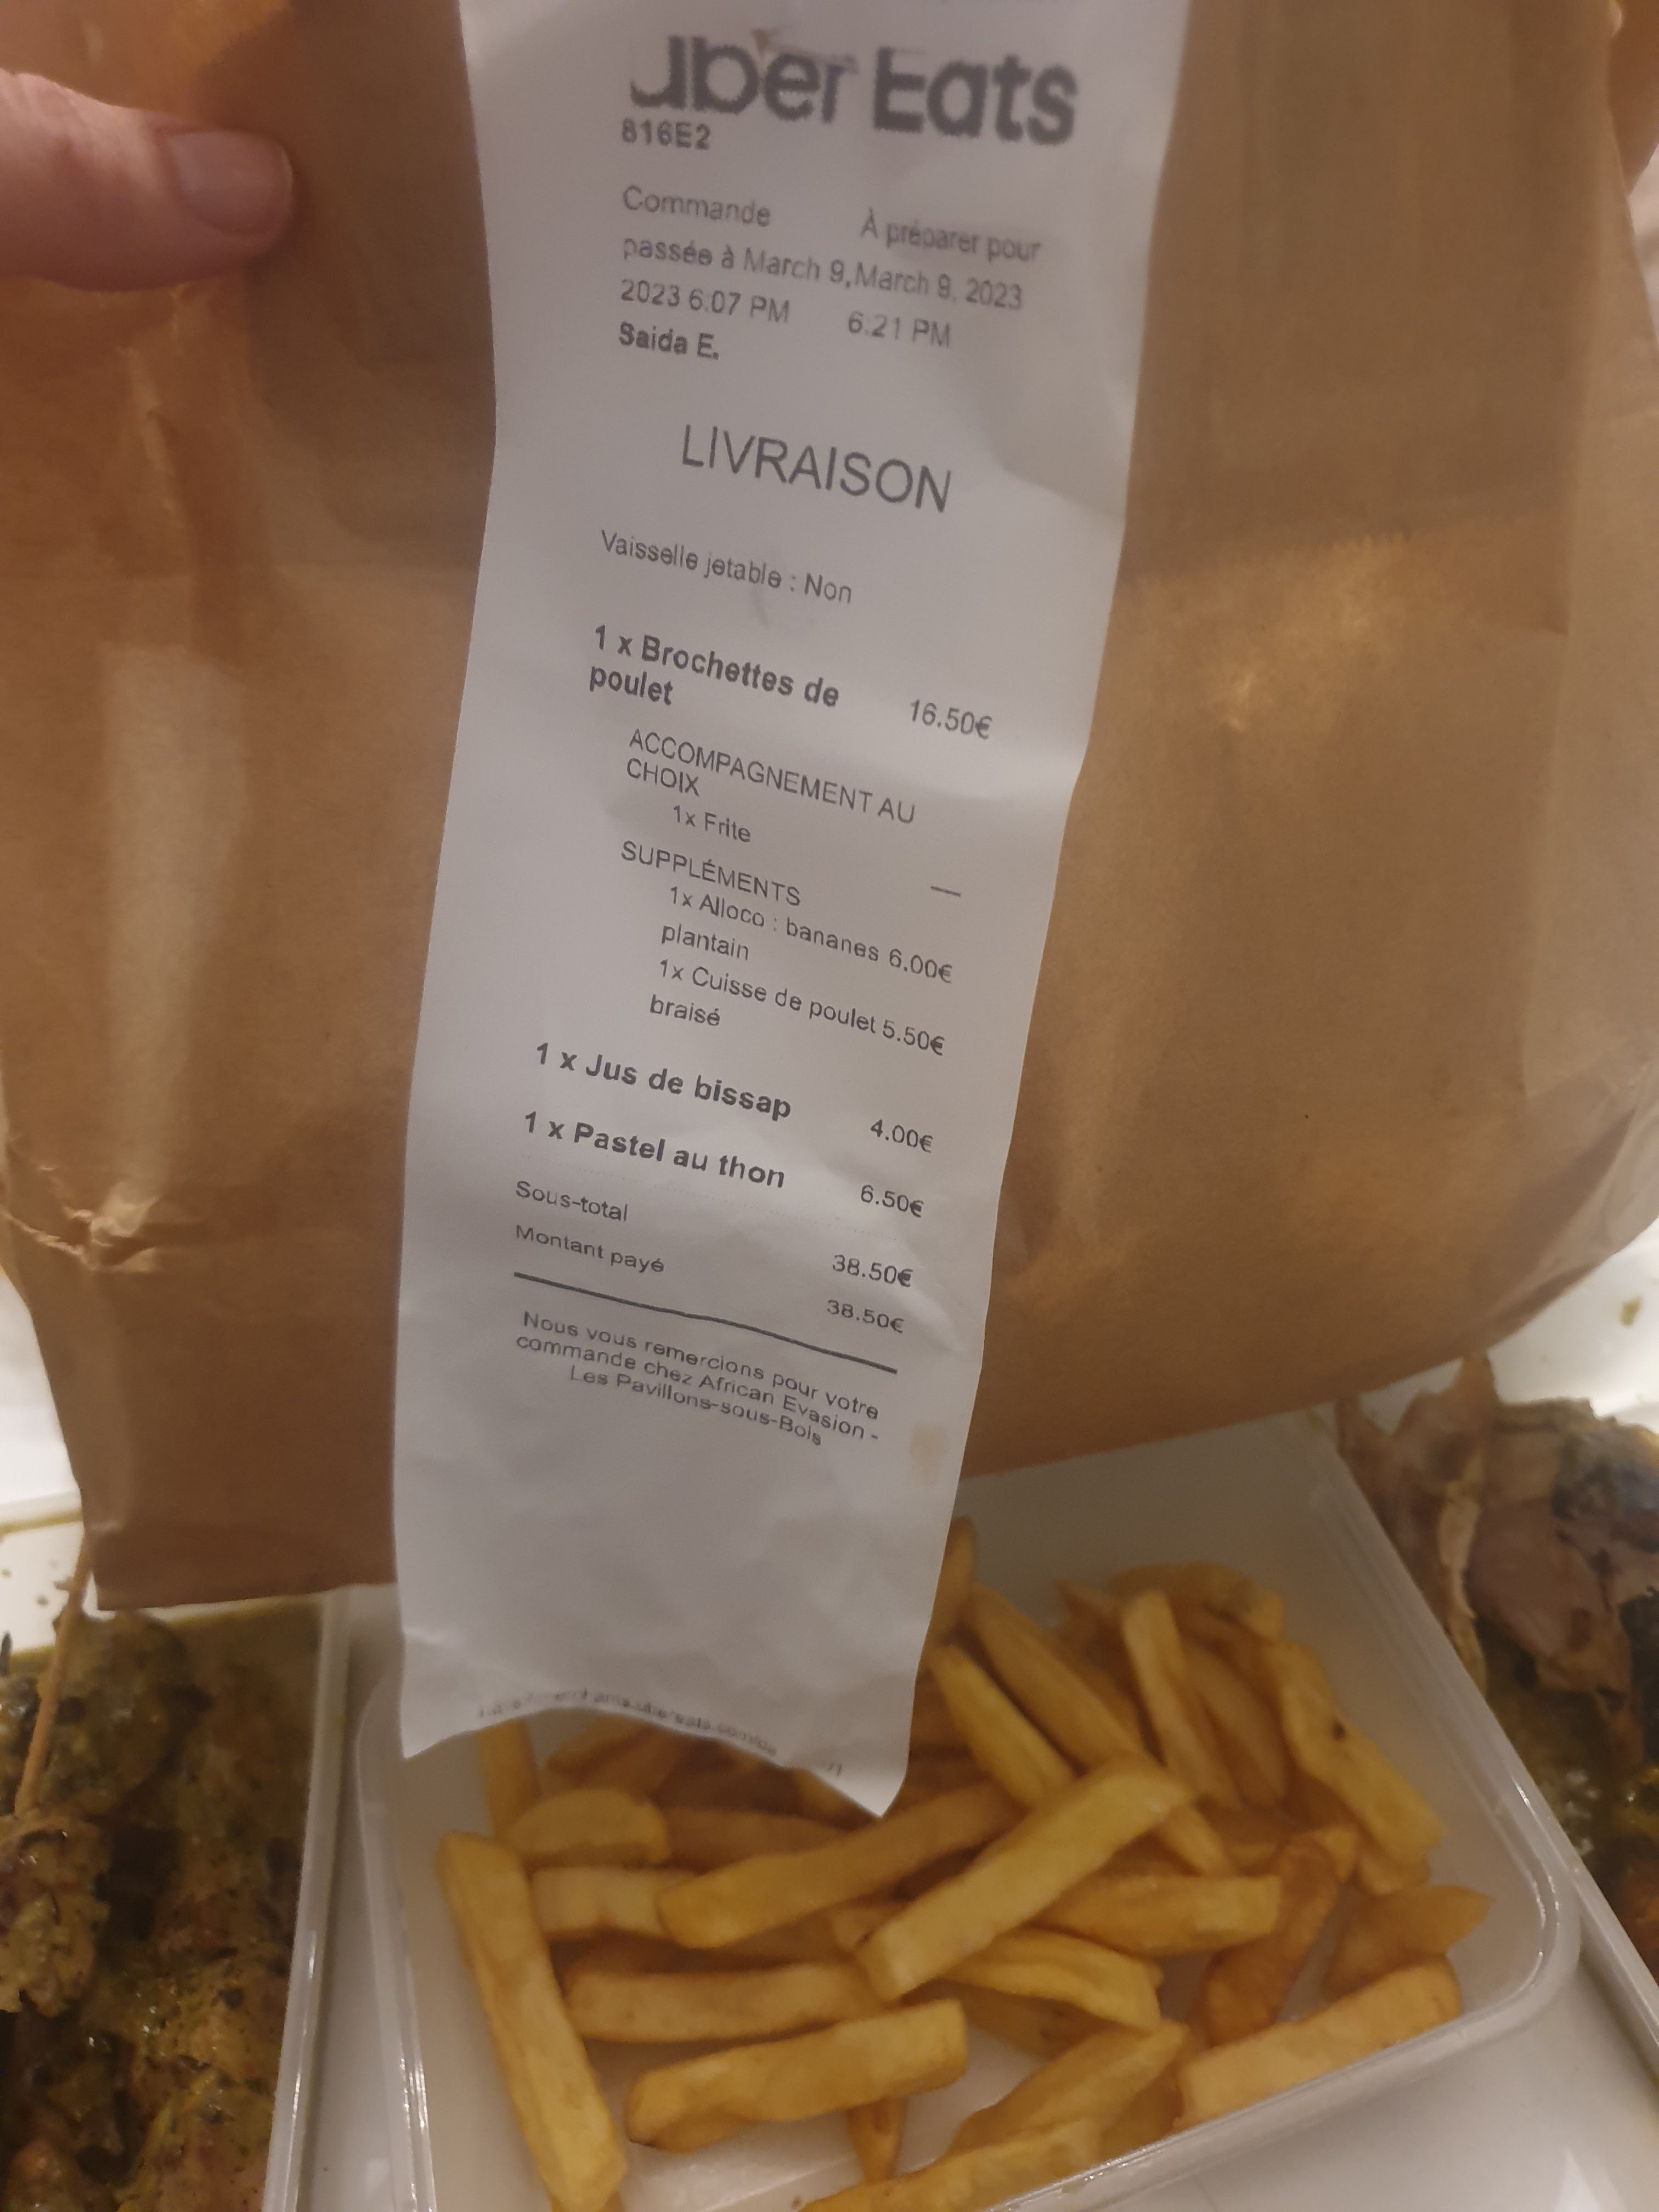 Uber Eats
816E2
Commande
passée à March 9,
2023 6:07 PM
À préparer pour
March 9, 2023
6:21 PM
Saida E.
LIVRAISON
Vaisselle jetable : Non
1 x Brochettes de 16.50€
poulet
ACCOMPAGNEMENT AU
CHOIX
1x Frite —
SUPPLÉMENTS
1x Alloco : bananes 6.00€
plantain
1x Cuisse de poulet 5.50€
braisé
1 x Jus de bissap 4.00€
1 x Pastel au thon 6.50€
Sous-total 38.50€
Montant payé 38.50€
Nous vous remercions pour votre
commande chez African Evasion -
Les Pavillons-sous-Bois